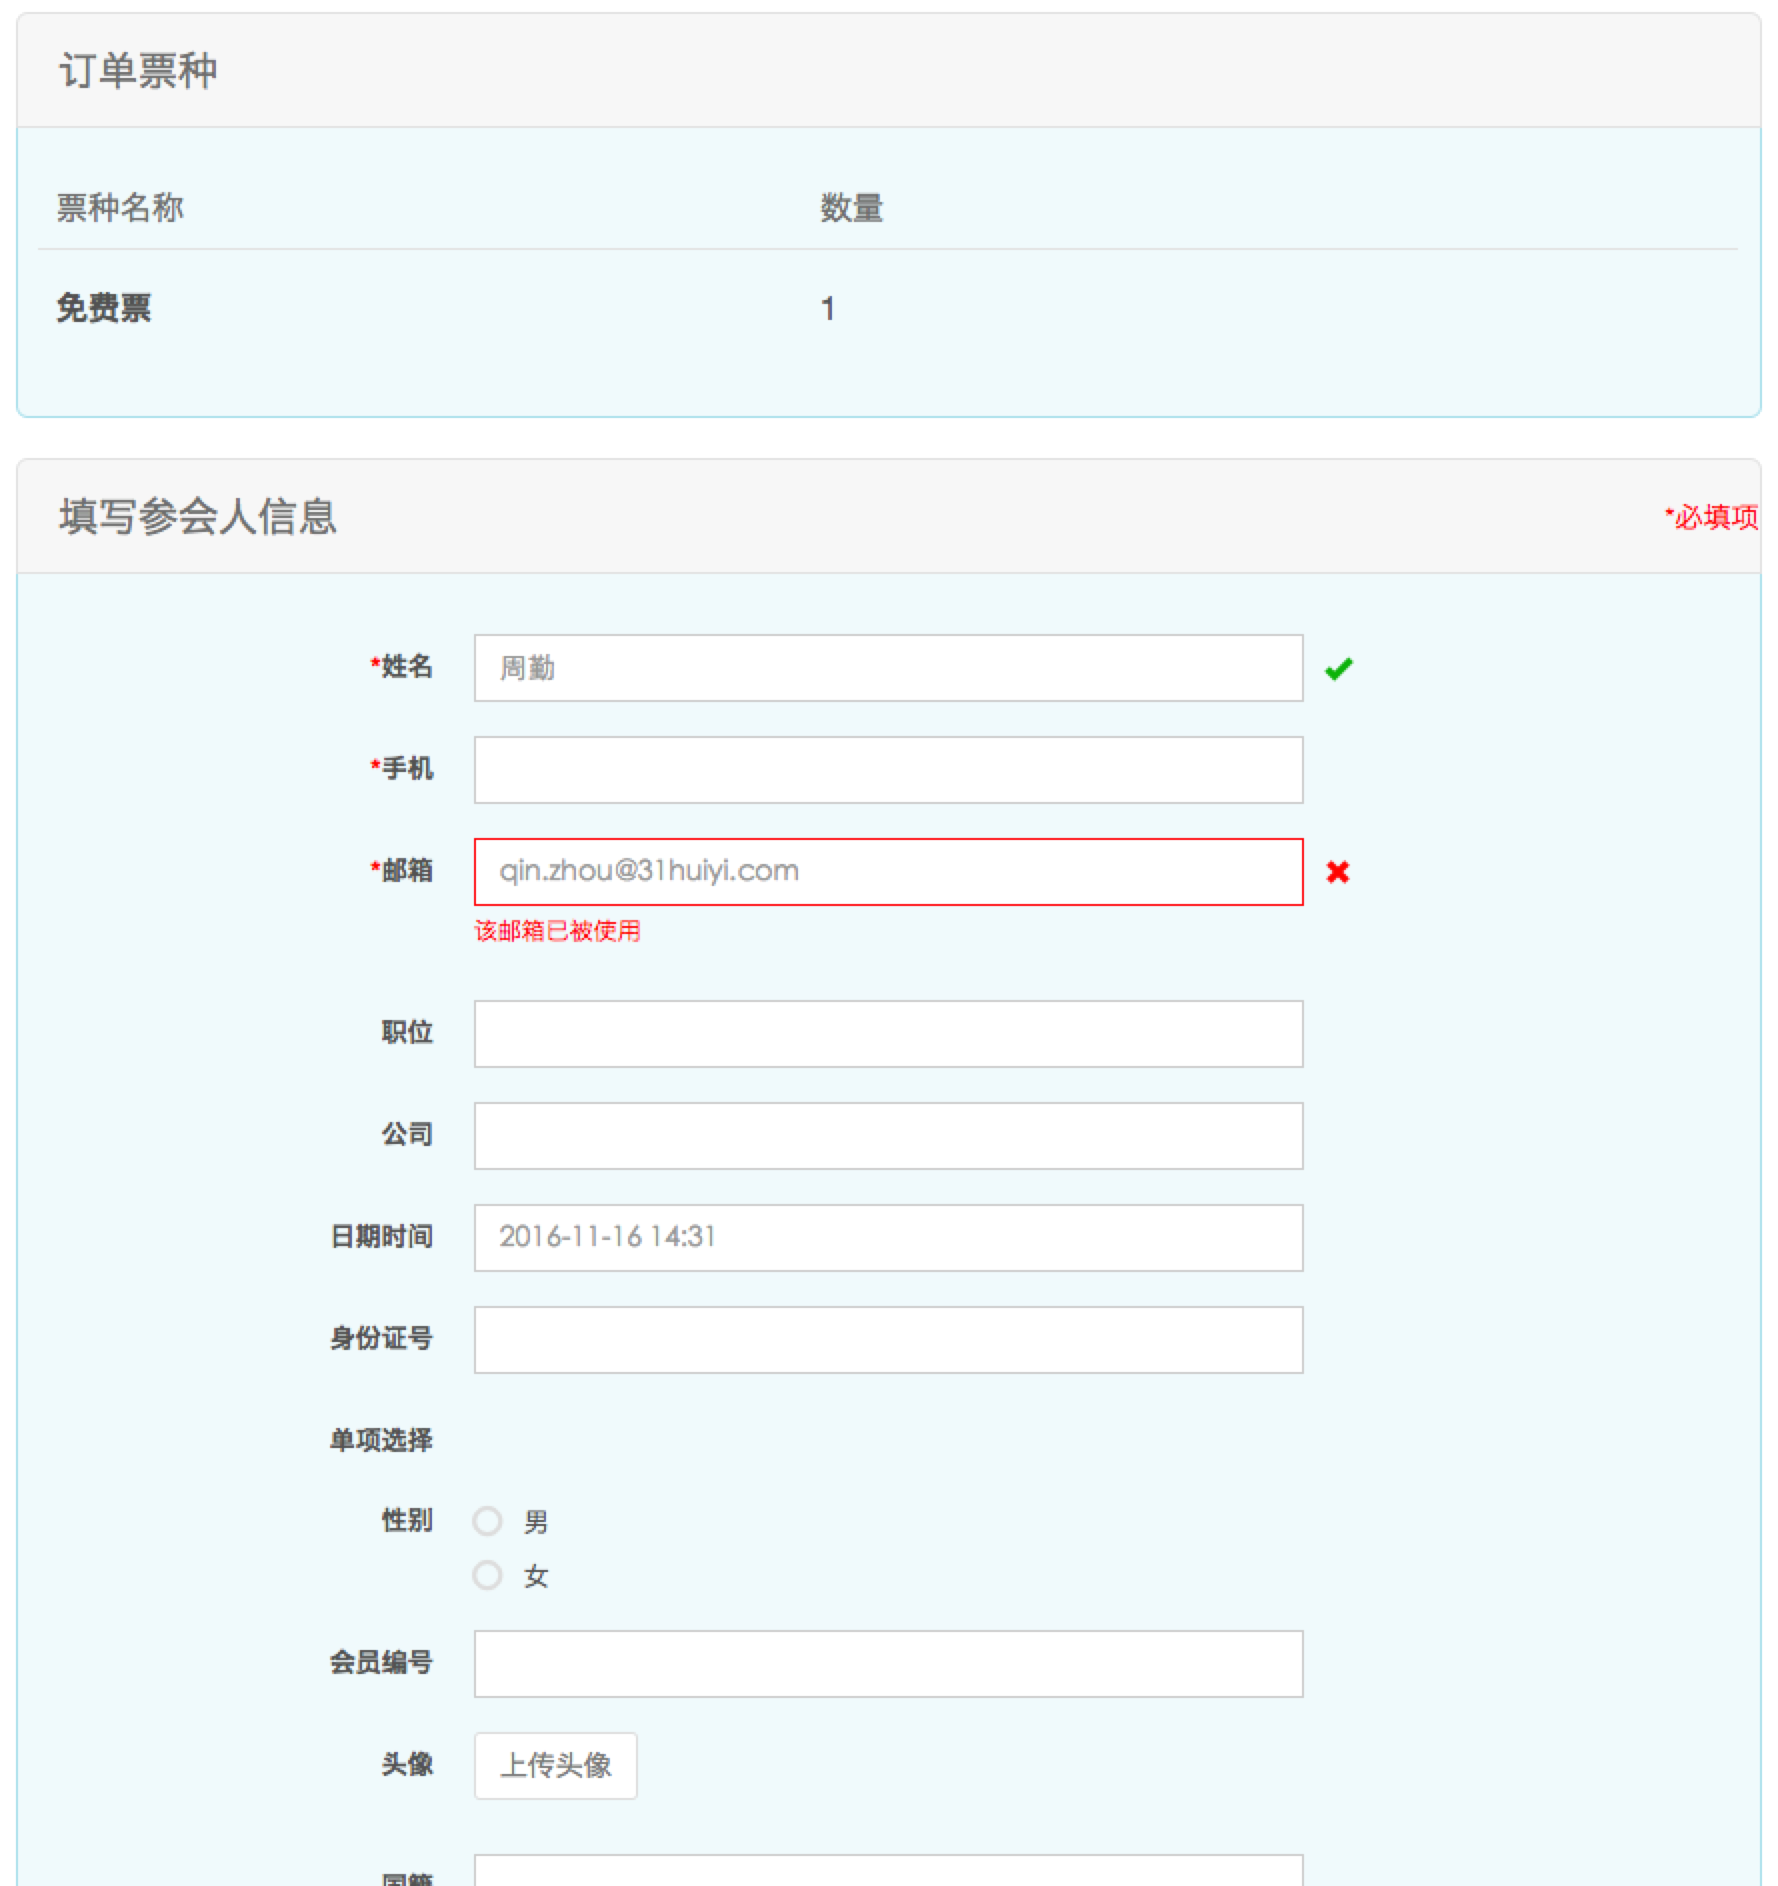 订单票种
票种名称 数量
免费票 1
填写参会人信息 *必填项
*姓名 周勤
*手机
*邮箱 qin.zhou@31huiyi.com
该邮箱已被使用
职位
公司
日期时间 2016-11-16 14:31
身份证号
单项选择
性别 男
女
会员编号
头像 上传头像
国籍